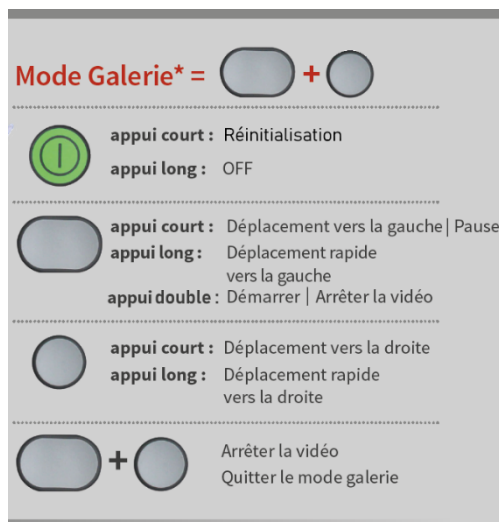 Mode Galerie* = +
appui court : Réinitialisation
appui long : OFF
appui court : Déplacement vers la gauche | Pause
appui long : Déplacement rapide
vers la gauche
appui double : Démarrer | Arrêter la vidéo
appui court : Déplacement vers la droite
appui long : Déplacement rapide
vers la droite
+ Arrêter la vidéo
Quitter le mode galerie